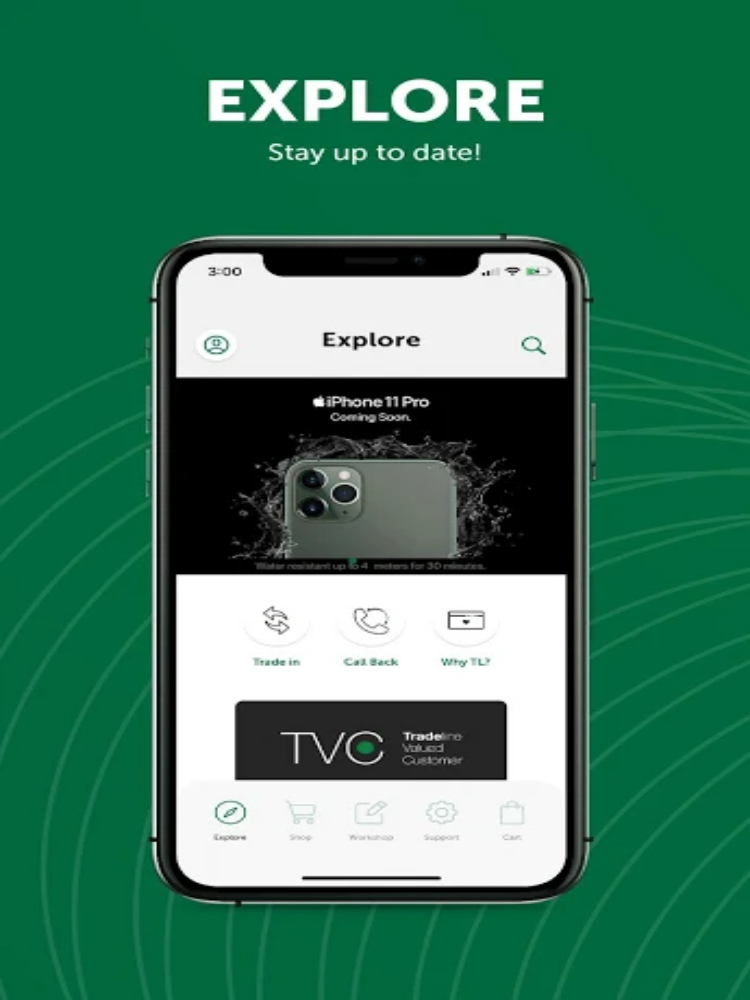 EXPLORE
Stay up to date!
3:00
Explore
iPhone 11 Pro
Coming Soon.
Water resistant up to 4 meters for 30 minutes.
Trade in
Call Back
Why TL?
TVC
Tradeline
Valued
Customer
Explore
Shop
Workshop
Support
Cart